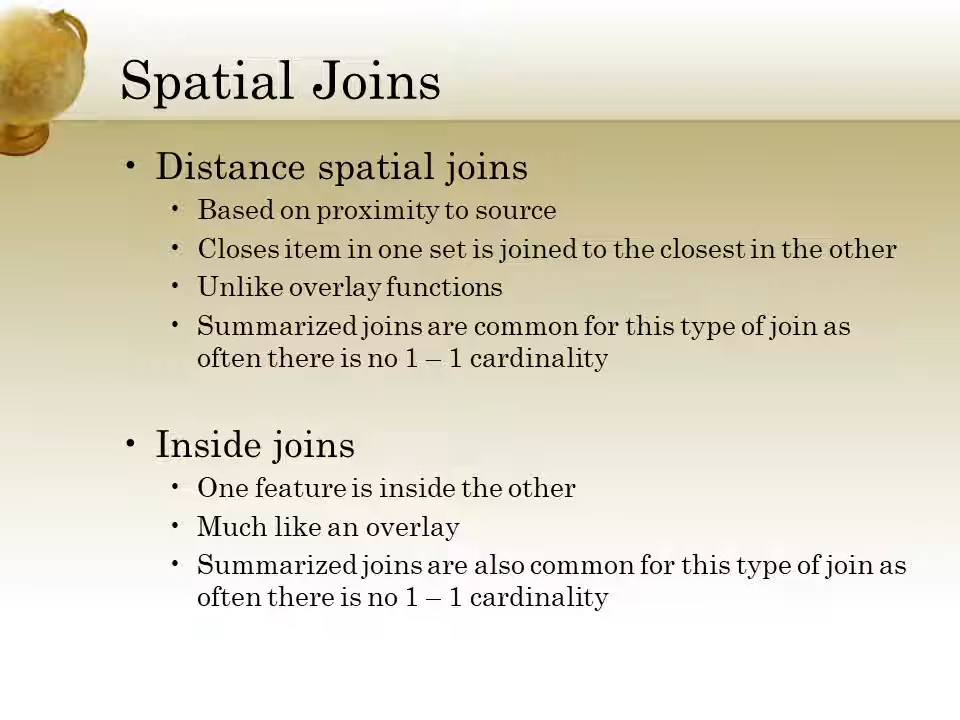 Spatial Joins
• Distance spatial joins
• Based on proximity to source
• Closes item in one set is joined to the closest in the other
• Unlike overlay functions
• Summarized joins are common for this type of join as
often there is no 1 – 1 cardinality
• Inside joins
• One feature is inside the other
• Much like an overlay
• Summarized joins are also common for this type of join as
often there is no 1 – 1 cardinality